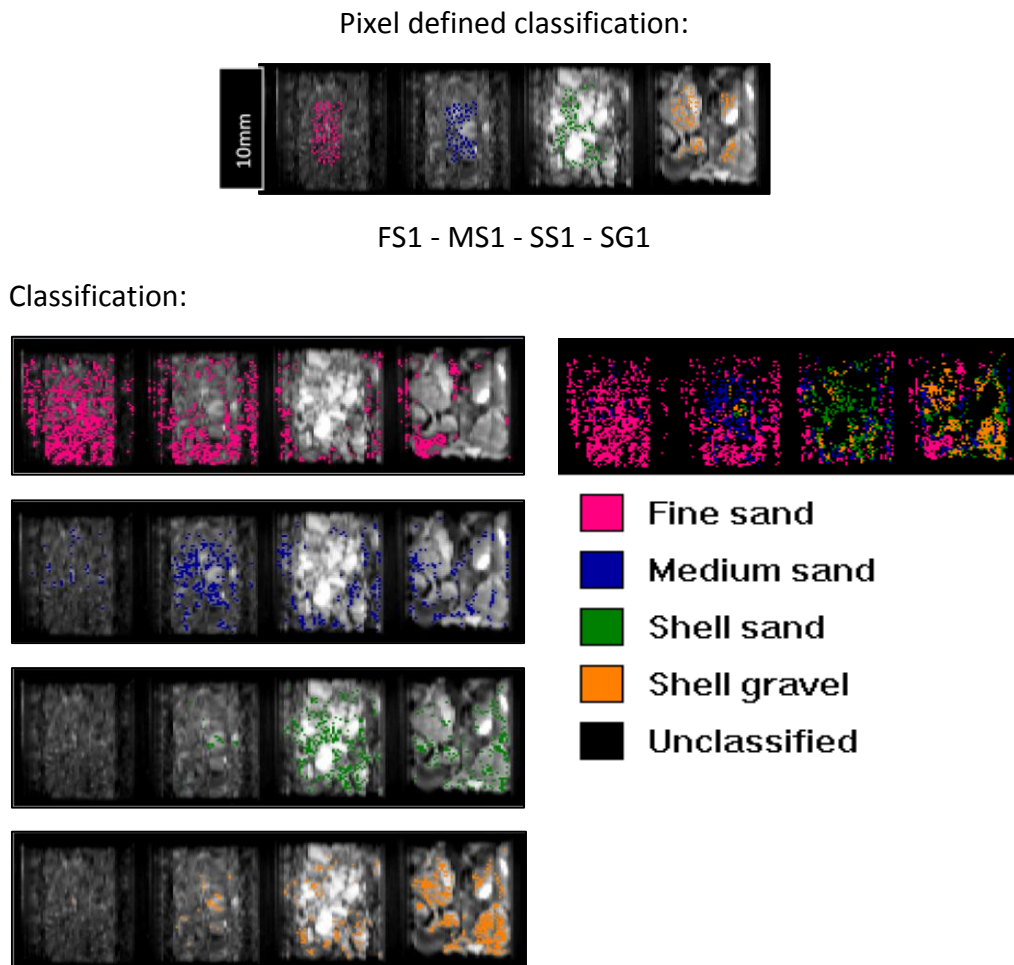 Pixel defined classification:
10mm
FS1 - MS1 - SS1 - SG1
Classification:
Fine sand
Medium sand
Shell sand
Shell gravel
Unclassified